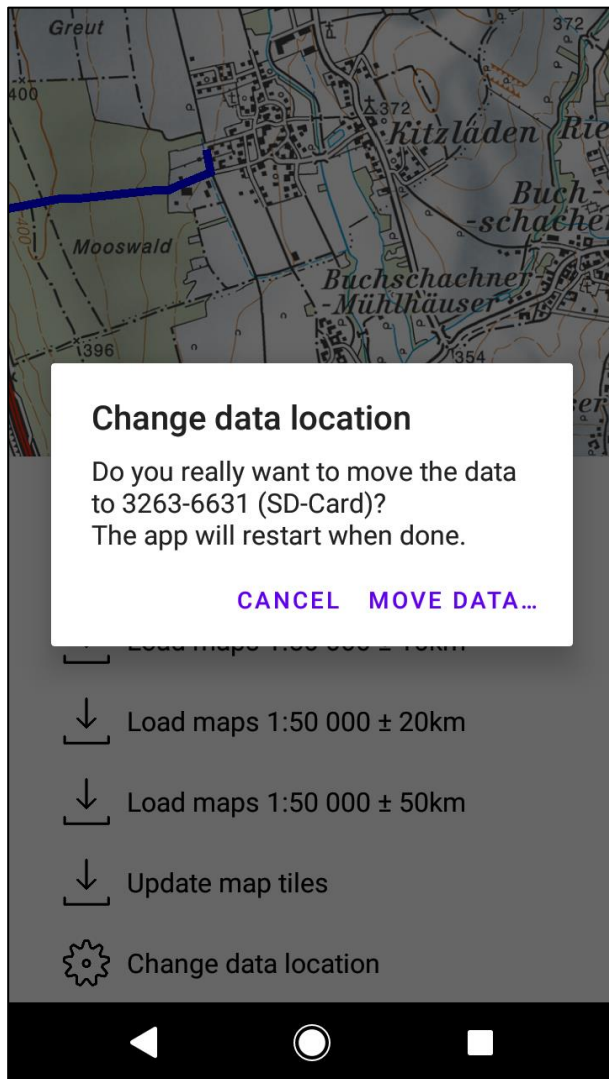 Greut
372
400
372
Kitzladen
Rie
Buch-
-schache
Mooswald
Buchschachner
-Mühlhäuser
396
354
400
ser
Change data location
Do you really want to move the data
to 3263-6631 (SD-Card)?
The app will restart when done.
CANCEL MOVE DATA…
Load maps 1:50 000 ± 20km
Load maps 1:50 000 ± 50km
Update map tiles
Change data location